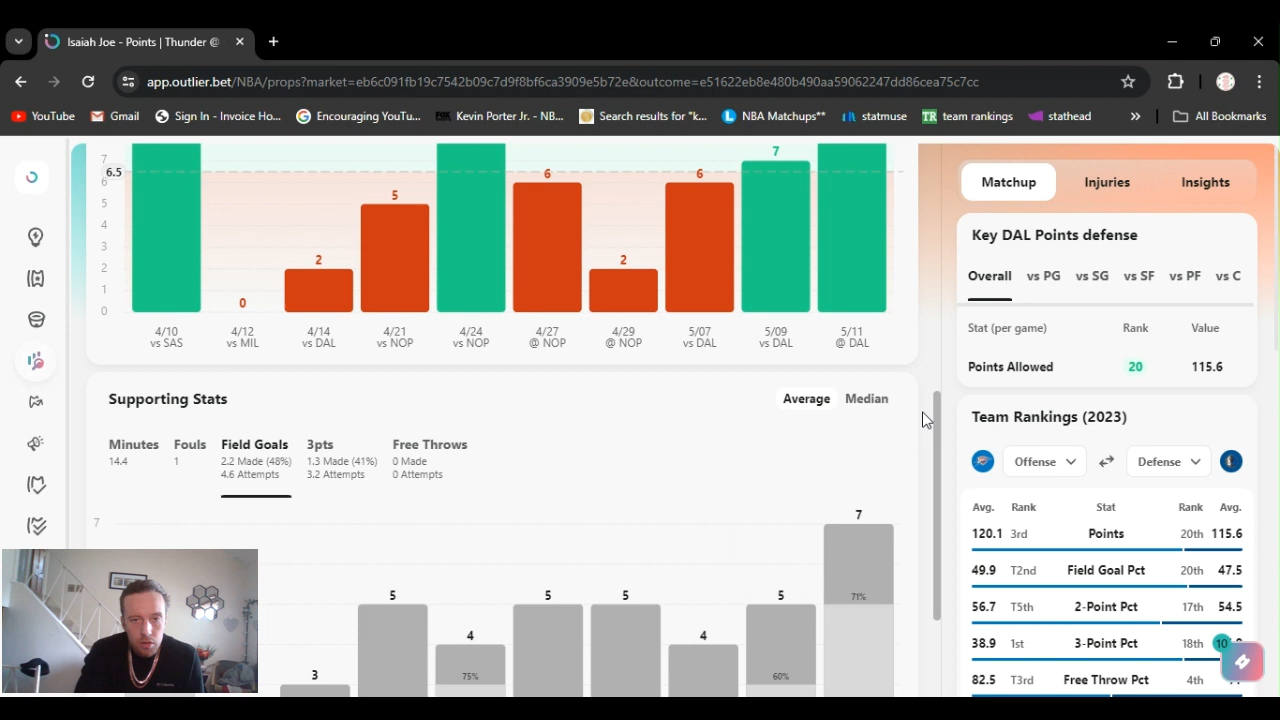 Isaiah Joe - Points | Thunder @
app.outlier.bet/NBA/props?market=eb6c091fb19c7542b09c7d9f8bf6ca3909e5b72e&outcome=e51622eb8e480b490aa59062247dd86cea75c7cc
YouTube Gmail Sign In - Invoice Ho... Encouraging YouTu... Kevin Porter Jr. - NB... Search results for "k... NBA Matchups** statmuse team rankings stathead » All Bookmarks
7
6.5
6
5
4
3
2
1
0
0
2
5
6
2
6
7
4/10 4/12 4/14 4/21 4/24 4/27 4/29 5/07 5/09 5/11
vs SAS vs MIL vs DAL vs NOP vs NOP @ NOP @ NOP vs DAL vs DAL @ DAL
Supporting Stats
Average Median
Minutes Fouls Field Goals 3pts Free Throws
14.4 1 2.2 Made (48%) 1.3 Made (41%) 0 Made
4.6 Attempts 3.2 Attempts 0 Attempts
7
3
5
4
75%
5
5
4
5
60%
7
71%
Matchup Injuries Insights
Key DAL Points defense
Overall vs PG vs SG vs SF vs PF vs C
Stat (per game) Rank Value
Points Allowed 20 115.6
Team Rankings (2023)
Offense Defense
Avg. Rank Stat Rank Avg.
120.1 3rd Points 20th 115.6
49.9 T2nd Field Goal Pct 20th 47.5
56.7 T5th 2-Point Pct 17th 54.5
38.9 1st 3-Point Pct 18th
82.5 T3rd Free Throw Pct 4th